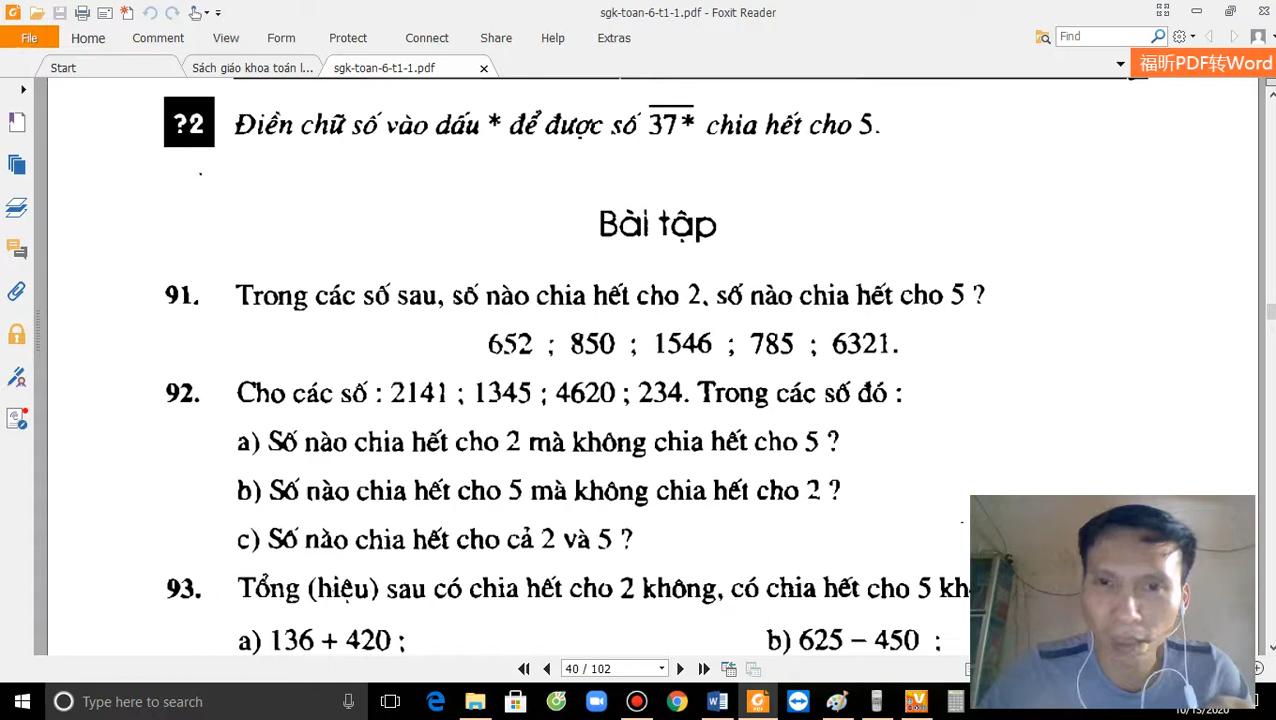 sgk-toan-6-t1-1.pdf - Foxit Reader
File Home Comment View Form Protect Connect Share Help Extras Find
Start Sách giáo khoa toán l... sgk-toan-6-t1-1.pdf
福昕PDF转Word
?2 Điền chữ số vào dấu * để được số 37* chia hết cho 5.
Bài tập
91. Trong các số sau, số nào chia hết cho 2, số nào chia hết cho 5 ?
652 ; 850 ; 1546 ; 785 ; 6321.
92. Cho các số : 2141 ; 1345 ; 4620 ; 234. Trong các số đó :
a) Số nào chia hết cho 2 mà không chia hết cho 5 ?
b) Số nào chia hết cho 5 mà không chia hết cho 2 ?
c) Số nào chia hết cho cả 2 và 5 ?
93. Tổng (hiệu) sau có chia hết cho 2 không, có chia hết cho 5
a) 136 + 420 ; b) 625 − 450 ;
40 / 102
Type here to search
10/13/2020